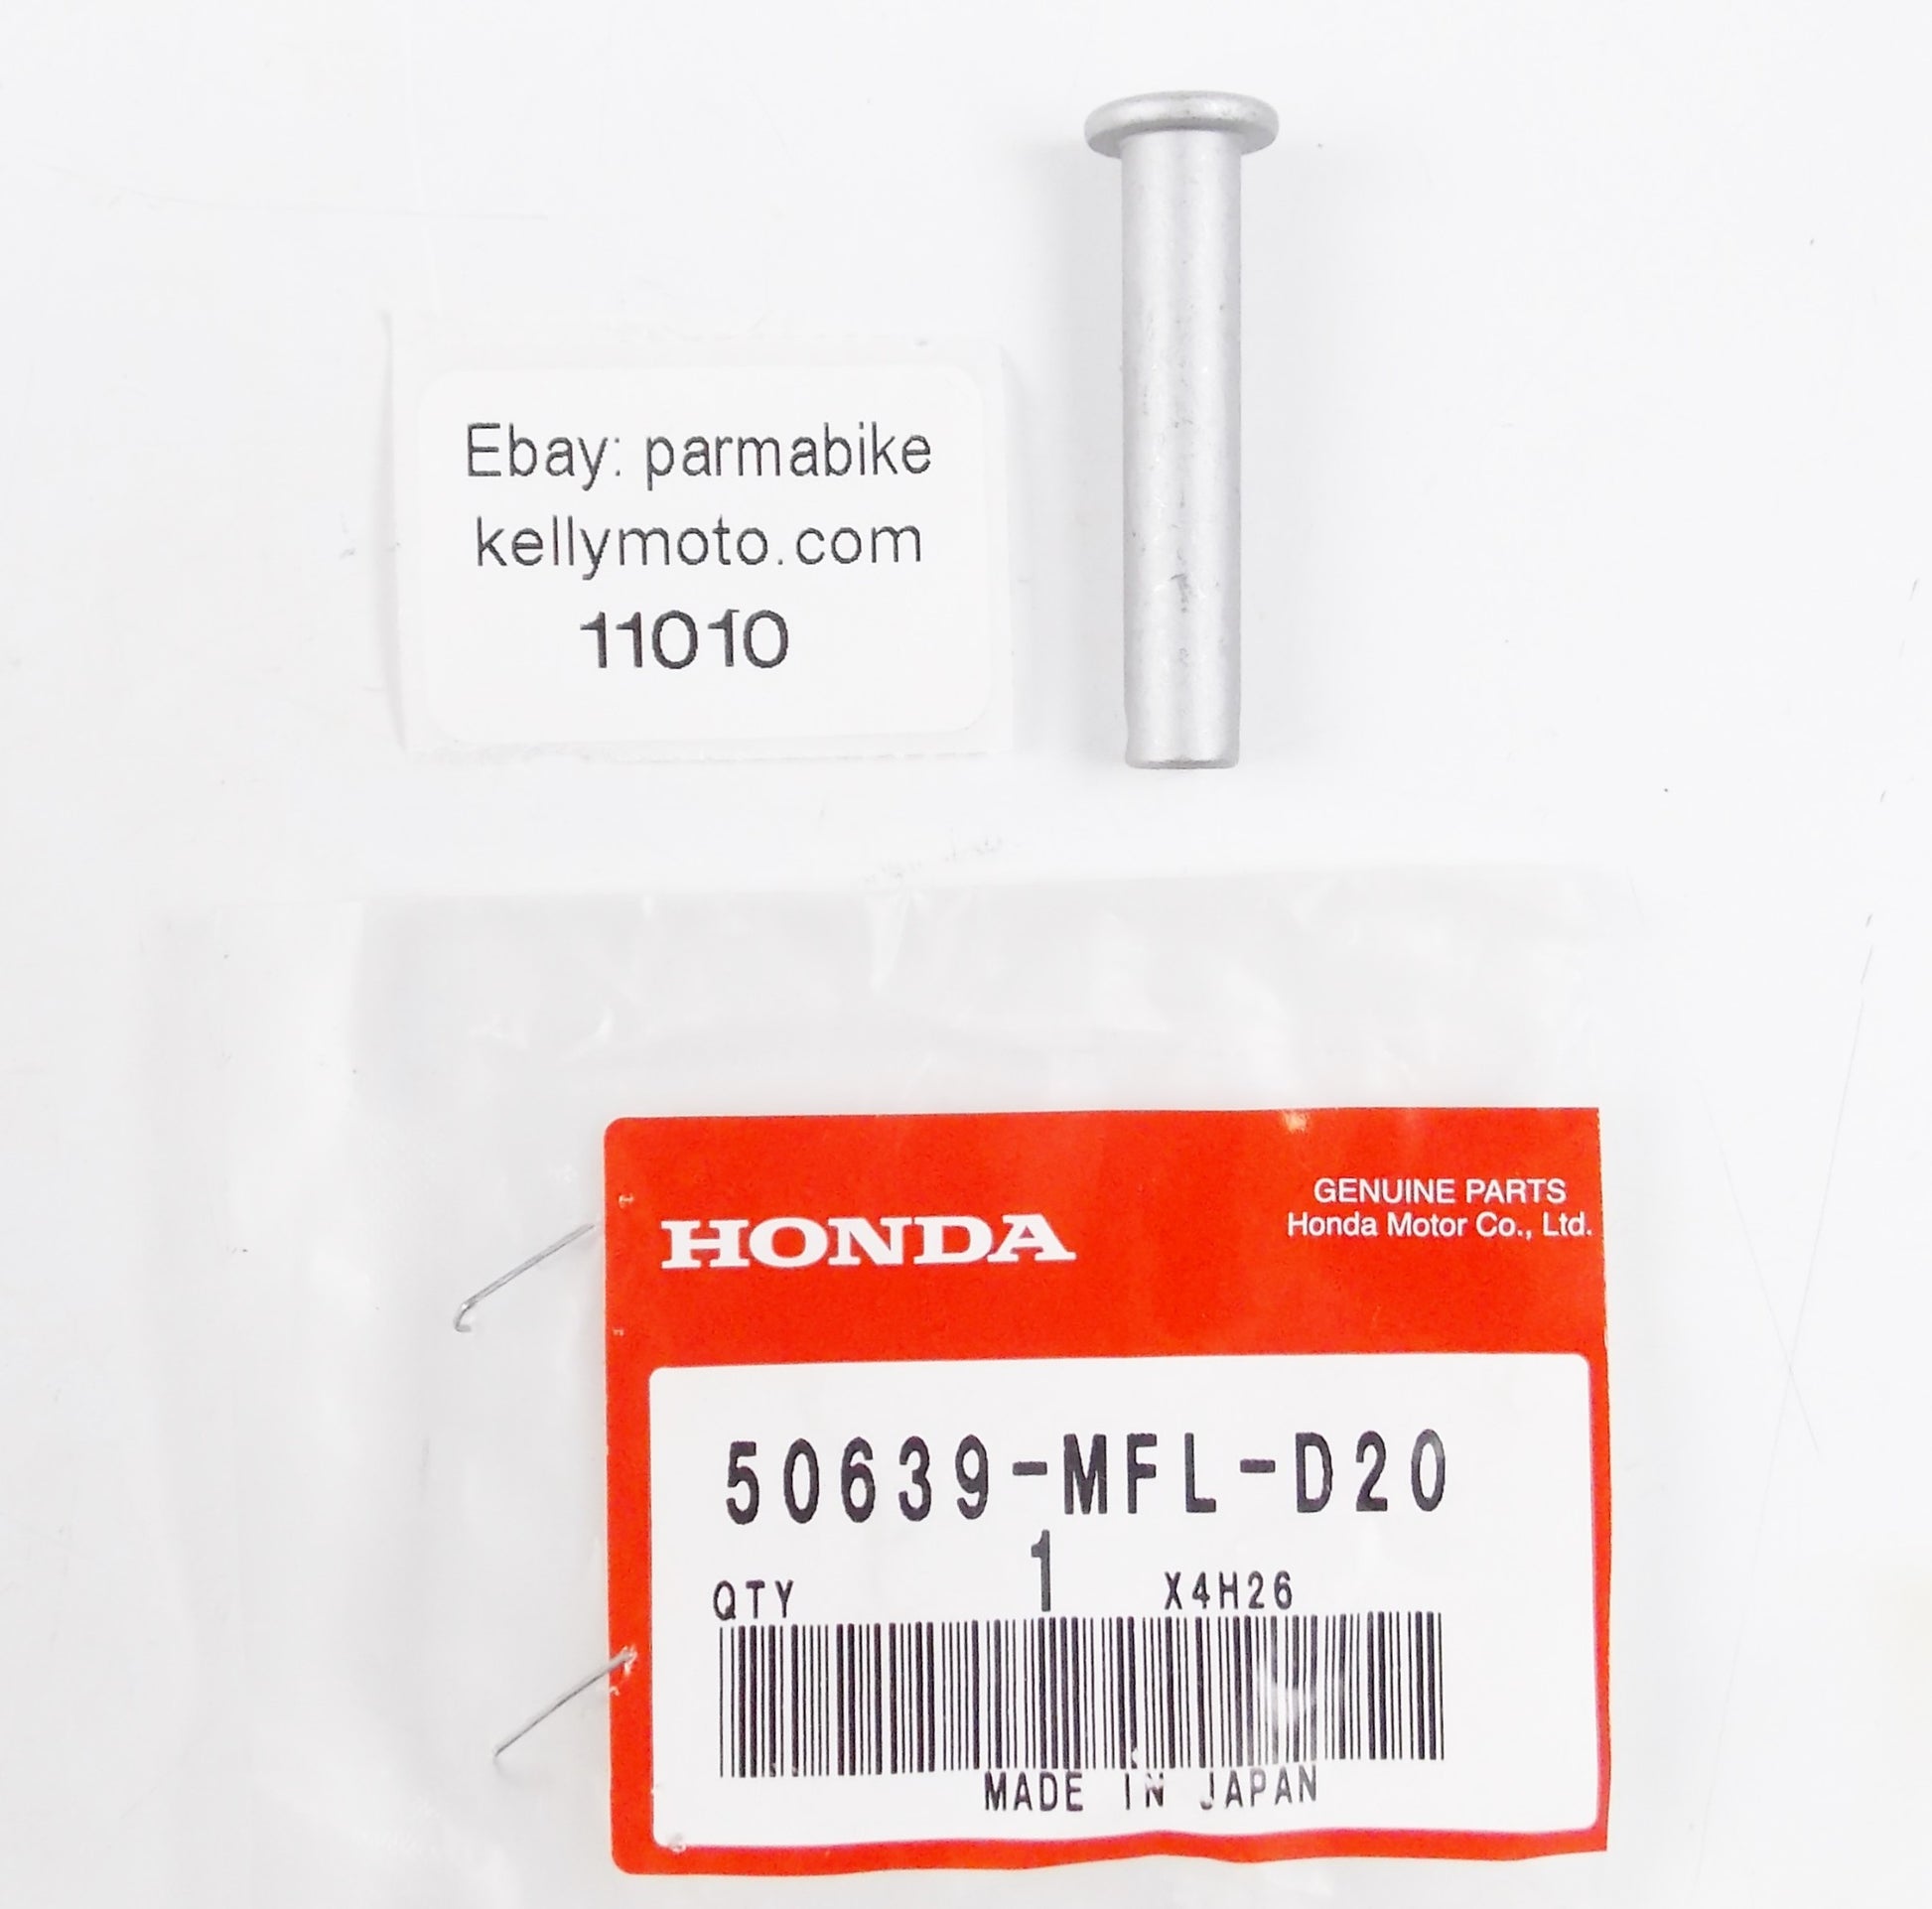 Ebay: parmabike
kellymoto.com
11010
HONDA
GENUINE PARTS
Honda Motor Co., Ltd.
50639-MFL-D20
QTY 1 X4H26
MADE IN JAPAN